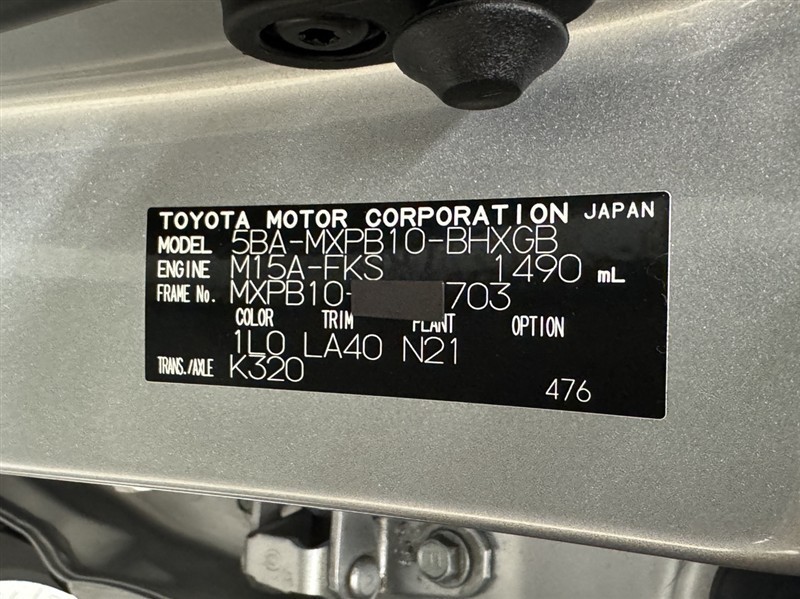 TOYOTA MOTOR CORPORATION JAPAN
MODEL 5BA-MXPB10-BHXGB
ENGINE M15A-FKS 1490 mL
FRAME No. MXPB10- 703
COLOR TRIM PLANT OPTION
1L0 LA40 N21
TRANS./AXLE K320
476